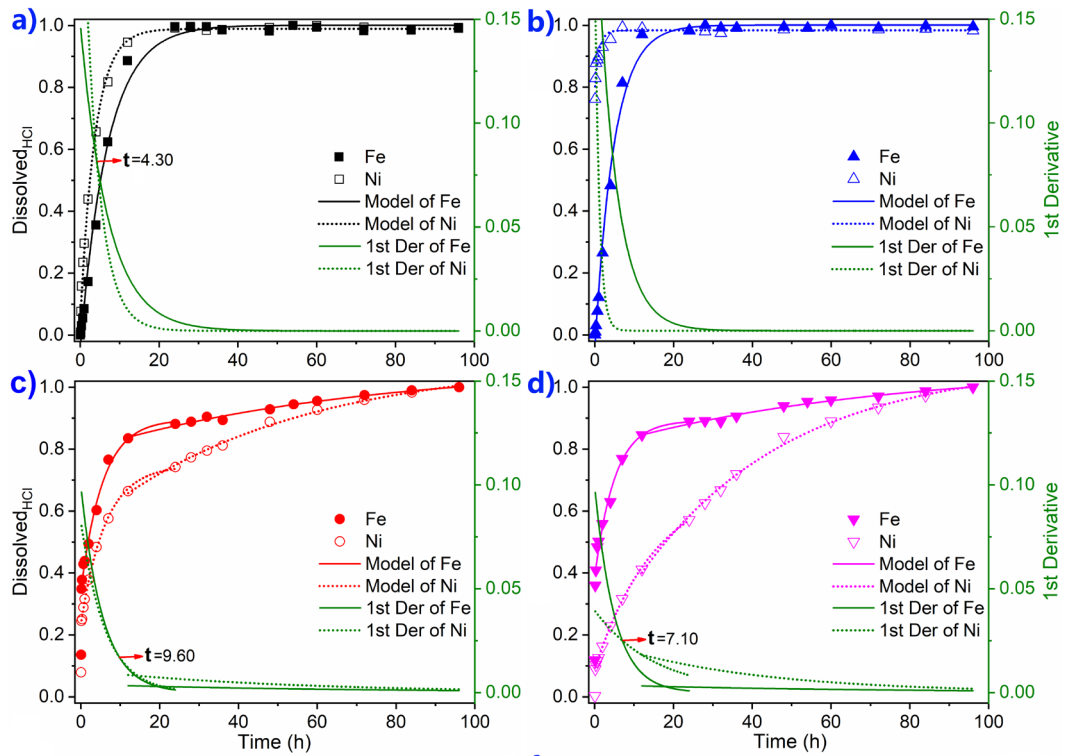 a)
1.0
0.8
0.6
0.4
0.2
0.0
Dissolved_HCl
0.15
0.10
0.05
0.00
t=4.30
Fe
Ni
Model of Fe
Model of Ni
1st Der of Fe
1st Der of Ni
0 20 40 60 80 100
b)
1.0
0.8
0.6
0.4
0.2
0.0
0.15
0.10
0.05
0.00
1st Derivative
Fe
Ni
Model of Fe
Model of Ni
1st Der of Fe
1st Der of Ni
0 20 40 60 80 100
c)
1.0
0.8
0.6
0.4
0.2
0.0
Dissolved_HCl
0.15
0.10
0.05
0.00
Fe
Ni
Model of Fe
Model of Ni
1st Der of Fe
1st Der of Ni
t=9.60
0 20 40 60 80 100
Time (h)
d)
1.0
0.8
0.6
0.4
0.2
0.0
0.15
0.10
0.05
0.00
1st Derivative
Fe
Ni
Model of Fe
Model of Ni
1st Der of Fe
1st Der of Ni
t=7.10
0 20 40 60 80 100
Time (h)